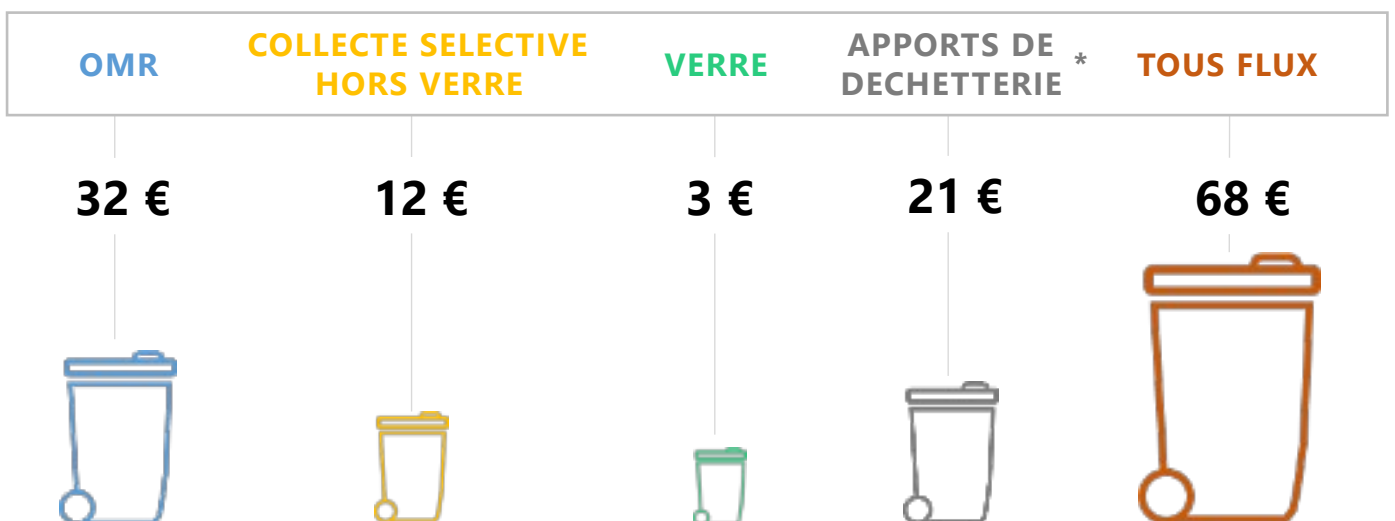 OMR
COLLECTE SELECTIVE
HORS VERRE
VERRE
APPORTS DE
DECHETTERIE *
TOUS FLUX
32 €
12 €
3 €
21 €
68 €